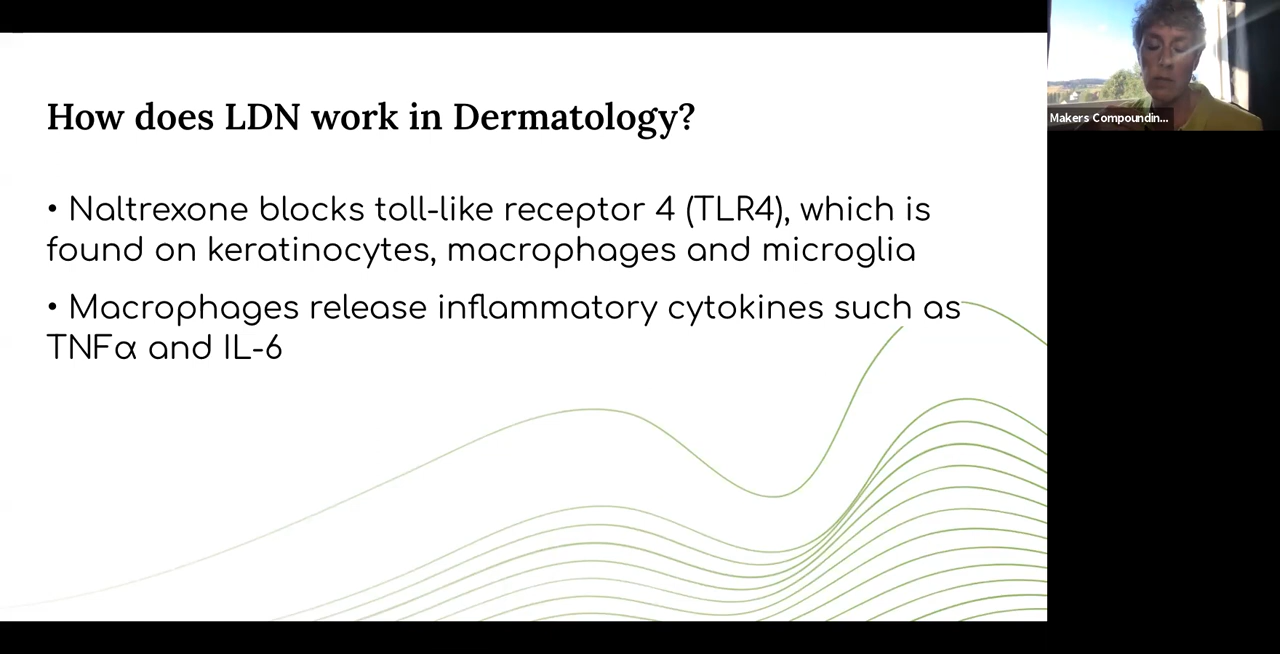 How does LDN work in Dermatology?
• Naltrexone blocks toll-like receptor 4 (TLR4), which is
found on keratinocytes, macrophages and microglia
• Macrophages release inflammatory cytokines such as
TNFα and IL-6
Makers Compoundin...